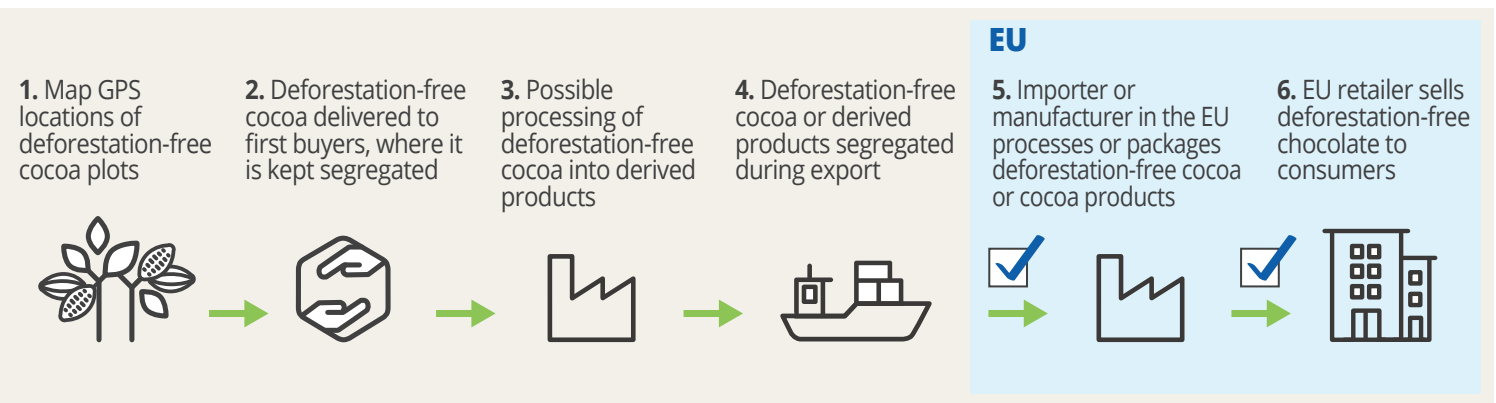 EU
1. Map GPS
locations of
deforestation-free
cocoa plots
2. Deforestation-free
cocoa delivered to
first buyers, where it
is kept segregated
3. Possible
processing of
deforestation-free
cocoa into derived
products
4. Deforestation-free
cocoa or derived
products segregated
during export
5. Importer or
manufacturer in the EU
processes or packages
deforestation-free cocoa
or cocoa products
6. EU retailer sells
deforestation-free
chocolate to
consumers